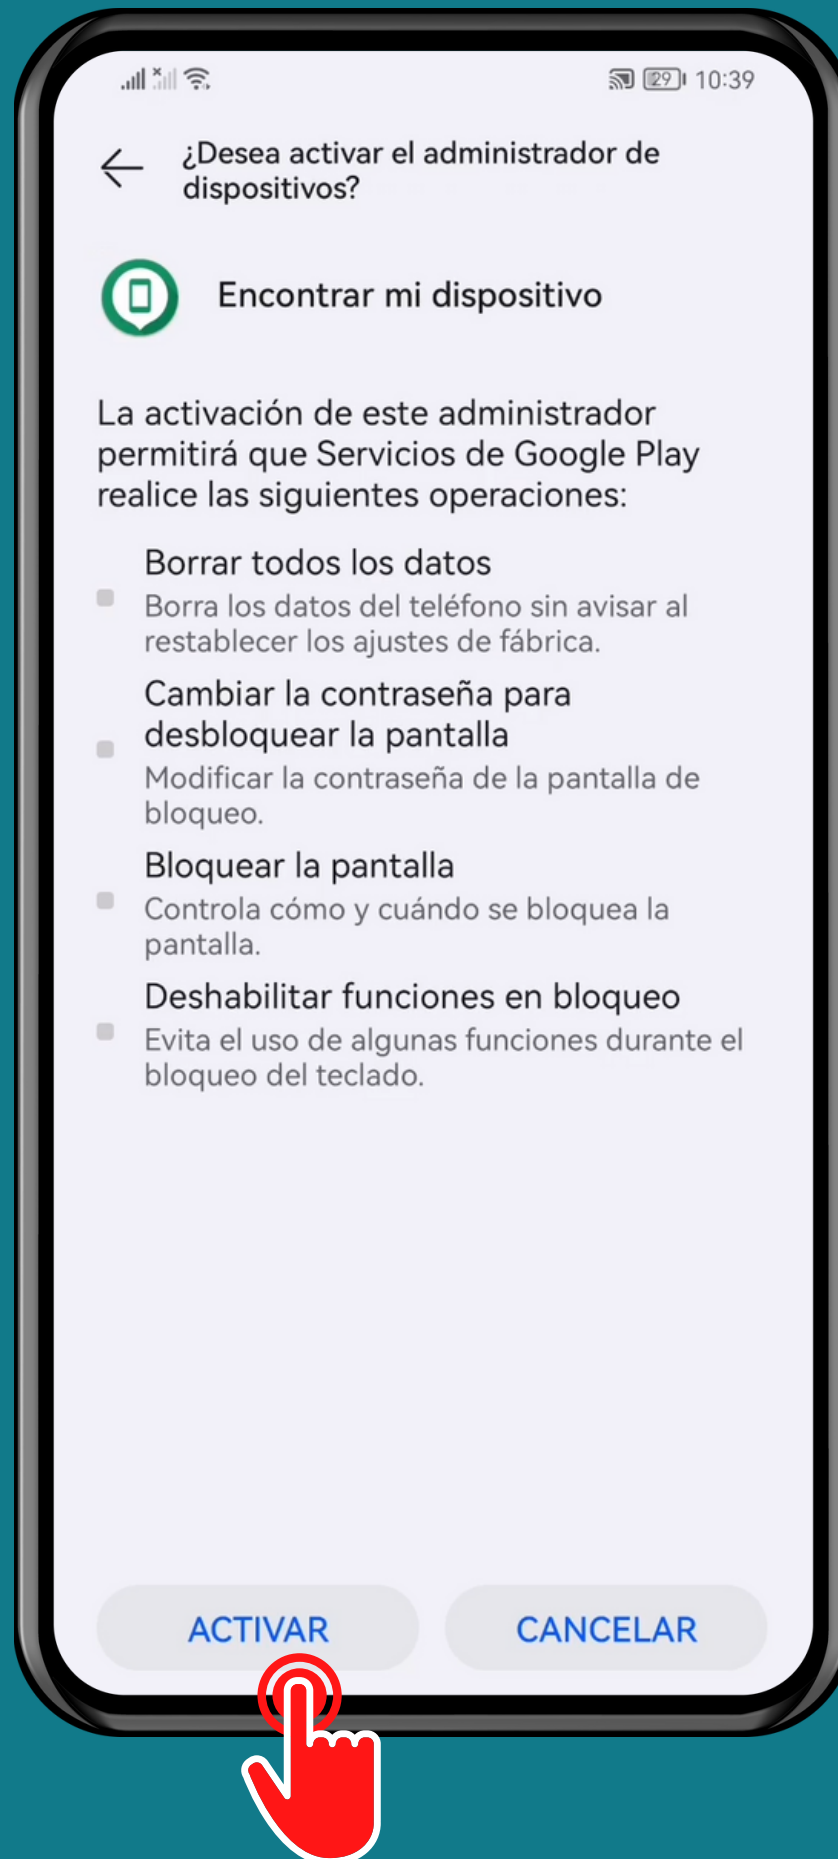 29 10:39
¿Desea activar el administrador de
dispositivos?
Encontrar mi dispositivo
La activación de este administrador
permitirá que Servicios de Google Play
realice las siguientes operaciones:
Borrar todos los datos
Borra los datos del teléfono sin avisar al
restablecer los ajustes de fábrica.
Cambiar la contraseña para
desbloquear la pantalla
Modificar la contraseña de la pantalla de
bloqueo.
Bloquear la pantalla
Controla cómo y cuándo se bloquea la
pantalla.
Deshabilitar funciones en bloqueo
Evita el uso de algunas funciones durante el
bloqueo del teclado.
ACTIVAR CANCELAR